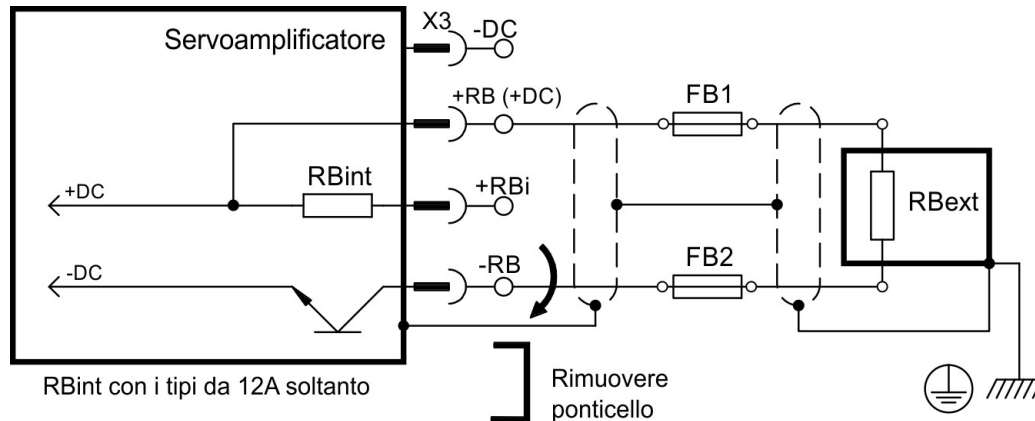 Servoamplificatore
X3
-DC
+RB (+DC)
FB1
RBint
+DC
+RBi
RBext
-DC
-RB
FB2
RBint con i tipi da 12A soltanto
Rimuovere
ponticello